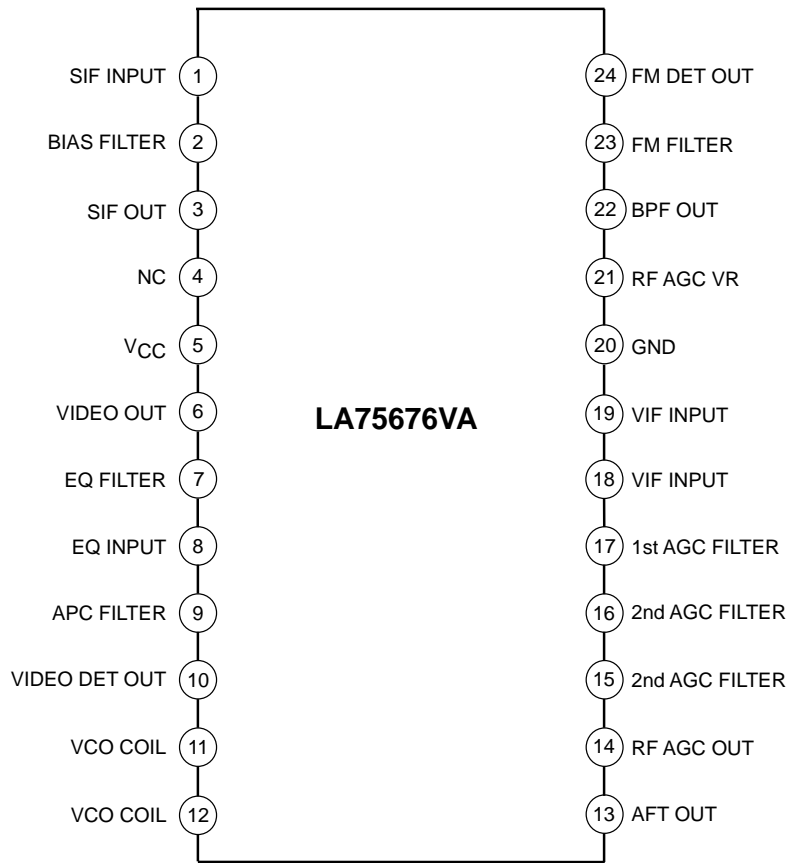 SIF INPUT 1 24 FM DET OUT
BIAS FILTER 2 23 FM FILTER
SIF OUT 3 22 BPF OUT
NC 4 21 RF AGC VR
VCC 5 20 GND
VIDEO OUT 6 LA75676VA 19 VIF INPUT
EQ FILTER 7 18 VIF INPUT
EQ INPUT 8 17 1st AGC FILTER
APC FILTER 9 16 2nd AGC FILTER
VIDEO DET OUT 10 15 2nd AGC FILTER
VCO COIL 11 14 RF AGC OUT
VCO COIL 12 13 AFT OUT